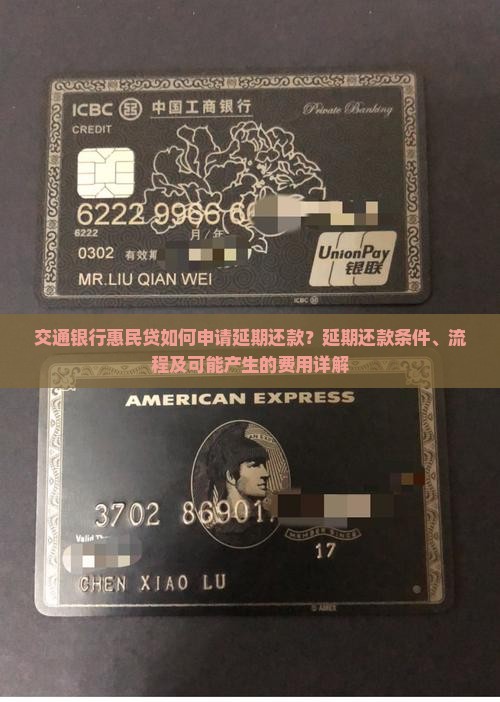 ICBC 中国工商银行 Private Banking
CREDIT
6222 9966 6
6222
月/年
0302 有效期
MR.LIU QIAN WEI
UnionPay
银联
ICBC
交通银行惠民贷如何申请延期还款？延期还款条件、流
程及可能产生的费用详解
AMERICAN EXPRESS
3702 86901
Valid Th
MEMBER SINCE
17
CHEN XIAO LU
© AMEX